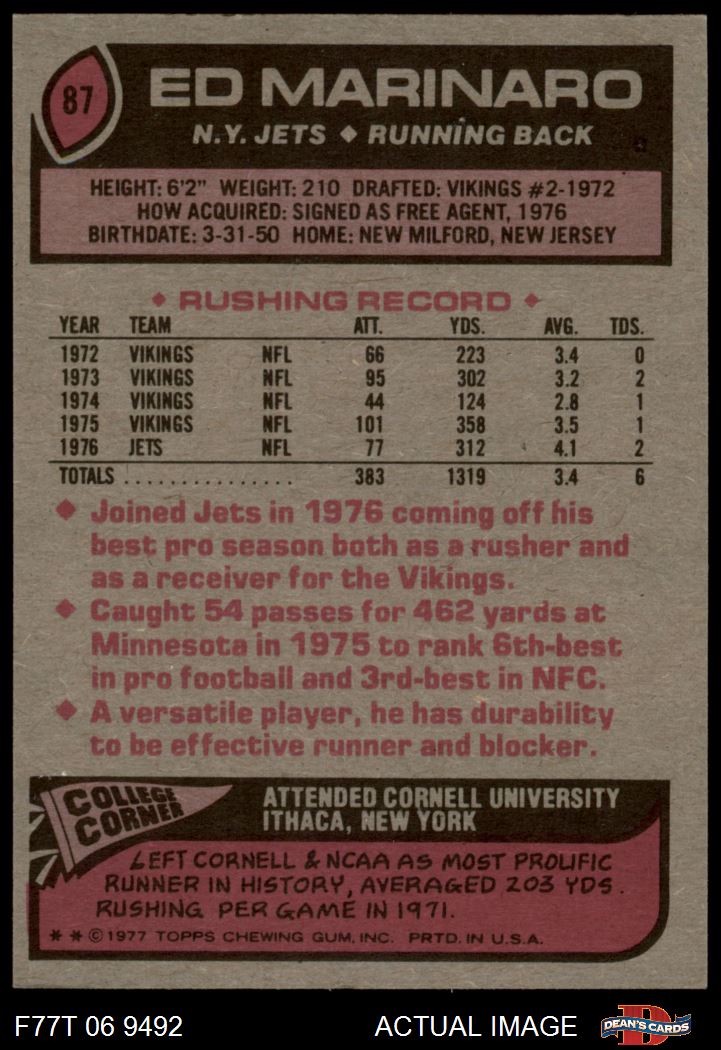 87
ED MARINARO
N.Y. JETS ♦ RUNNING BACK
HEIGHT: 6'2" WEIGHT: 210 DRAFTED: VIKINGS #2-1972
HOW ACQUIRED: SIGNED AS FREE AGENT, 1976
BIRTHDATE: 3-31-50 HOME: NEW MILFORD, NEW JERSEY
♦ RUSHING RECORD ♦
YEAR TEAM ATT. YDS. AVG. TDS.
1972 VIKINGS NFL 66 223 3.4 0
1973 VIKINGS NFL 95 302 3.2 2
1974 VIKINGS NFL 44 124 2.8 1
1975 VIKINGS NFL 101 358 3.5 1
1976 JETS NFL 77 312 4.1 2
TOTALS ............... 383 1319 3.4 6
♦ Joined Jets in 1976 coming off his
best pro season both as a rusher and
as a receiver for the Vikings.
♦ Caught 54 passes for 462 yards at
Minnesota in 1975 to rank 6th-best
in pro football and 3rd-best in NFC.
♦ A versatile player, he has durability
to be effective runner and blocker.
COLLEGE
CORNER
ATTENDED CORNELL UNIVERSITY
ITHACA, NEW YORK
LEFT CORNELL & NCAA AS MOST PROLIFIC
RUNNER IN HISTORY, AVERAGED 203 YDS.
RUSHING PER GAME IN 1971.
** ©1977 TOPPS CHEWING GUM, INC. PRTD. IN U.S.A.
F77T 06 9492 ACTUAL IMAGE
D DEAN'S CARDS